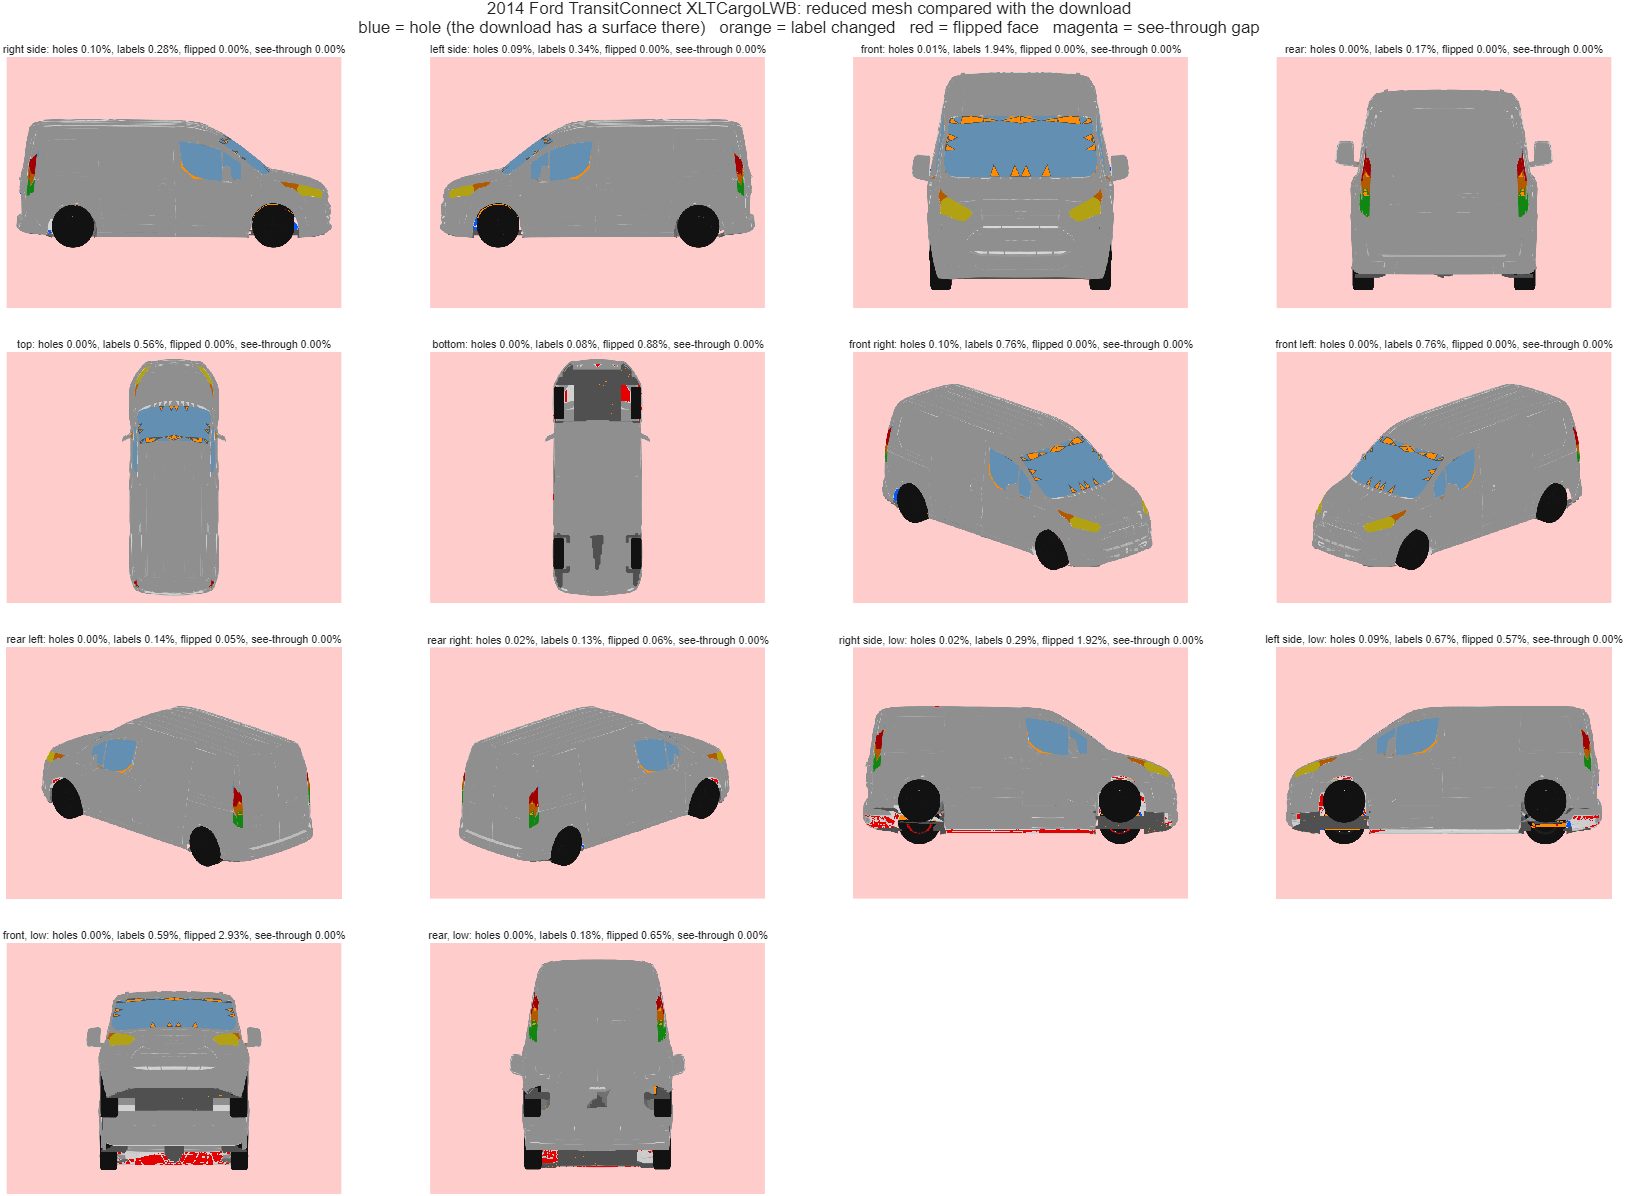 2014 Ford TransitConnect XLTCargoLWB: reduced mesh compared with the download
blue = hole (the download has a surface there)   orange = label changed   red = flipped face   magenta = see-through gap
right side: holes 0.10%, labels 0.28%, flipped 0.00%, see-through 0.00%
left side: holes 0.09%, labels 0.34%, flipped 0.00%, see-through 0.00%
front: holes 0.01%, labels 1.94%, flipped 0.00%, see-through 0.00%
rear: holes 0.00%, labels 0.17%, flipped 0.00%, see-through 0.00%
top: holes 0.00%, labels 0.56%, flipped 0.00%, see-through 0.00%
bottom: holes 0.00%, labels 0.08%, flipped 0.88%, see-through 0.00%
front right: holes 0.10%, labels 0.76%, flipped 0.00%, see-through 0.00%
front left: holes 0.00%, labels 0.76%, flipped 0.00%, see-through 0.00%
rear left: holes 0.00%, labels 0.14%, flipped 0.05%, see-through 0.00%
rear right: holes 0.02%, labels 0.13%, flipped 0.06%, see-through 0.00%
right side, low: holes 0.02%, labels 0.29%, flipped 1.92%, see-through 0.00%
left side, low: holes 0.09%, labels 0.67%, flipped 0.57%, see-through 0.00%
front, low: holes 0.00%, labels 0.59%, flipped 2.93%, see-through 0.00%
rear, low: holes 0.00%, labels 0.18%, flipped 0.65%, see-through 0.00%